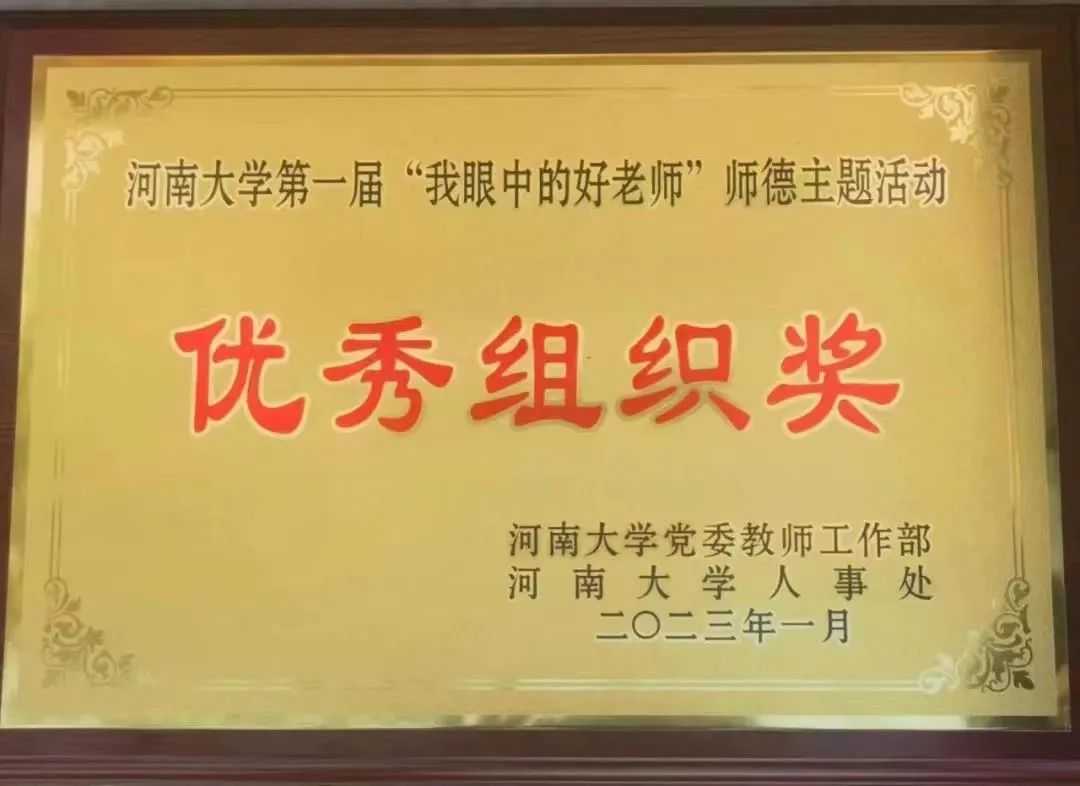 河南大学第一届“我眼中的好老师”师德主题活动
优秀组织奖
河南大学党委教师工作部
河南大学人事处
二〇二三年一月